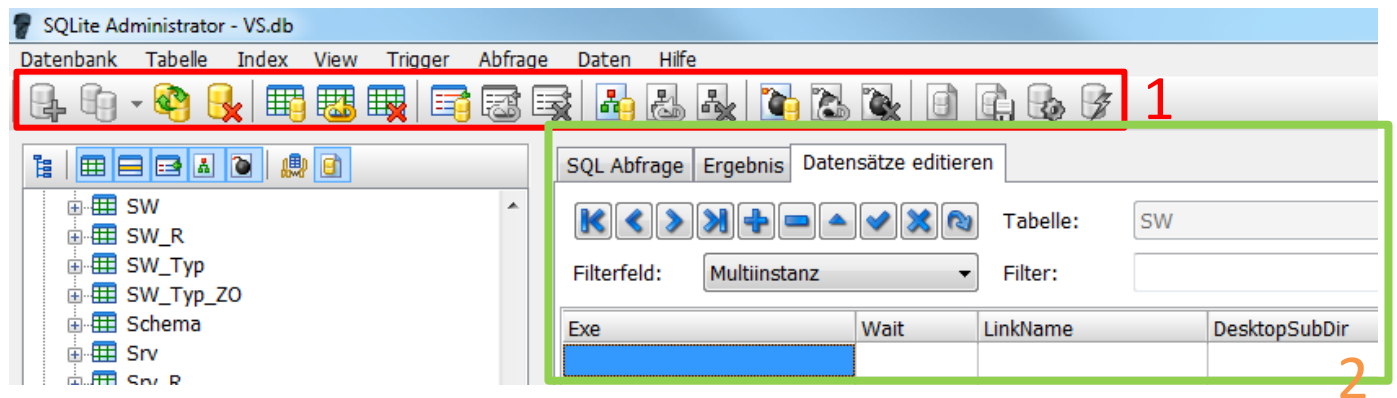 SQLite Administrator - VS.db
Datenbank Tabelle Index View Trigger Abfrage Daten Hilfe
1
SQL Abfrage Ergebnis Datensätze editieren
SW
SW_R
SW_Typ
SW_Typ_ZO
Schema
Srv
Srv_R
Tabelle: SW
Filterfeld: Multiinstanz Filter:
Exe Wait LinkName DesktopSubDir
2